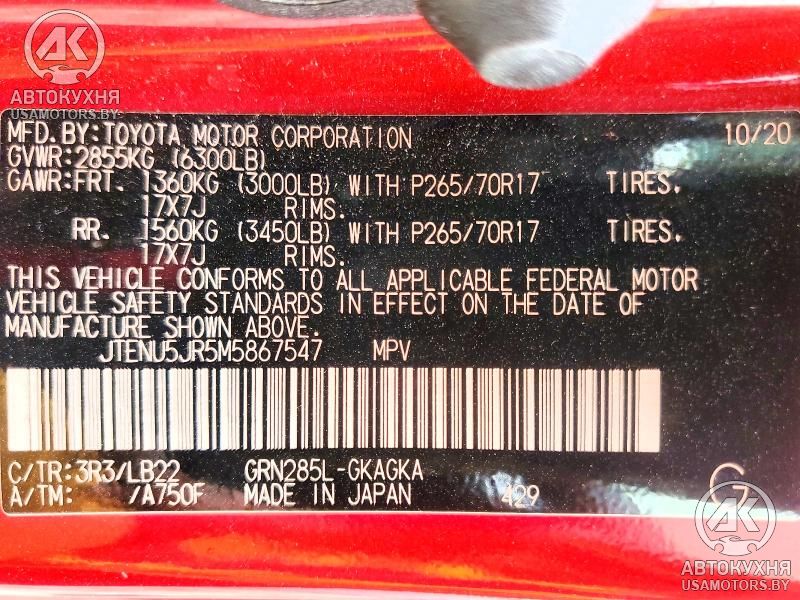 AK
АВТОКУХНЯ
USAMOTORS.BY
MFD. BY: TOYOTA MOTOR CORPORATION 10/20
GVWR: 2855KG (6300LB)
GAWR: FRT. 1360KG (3000LB) WITH P265/70R17 TIRES.
17X7J RIMS.
RR. 1560KG (3450LB) WITH P265/70R17 TIRES.
17X7J RIMS.
THIS VEHICLE CONFORMS TO ALL APPLICABLE FEDERAL MOTOR
VEHICLE SAFETY STANDARDS IN EFFECT ON THE DATE OF
MANUFACTURE SHOWN ABOVE.
JTENU5JR5M5867547 MPV
C/TR: 3R3/LB22 GRN285L-GKAGKA
A/TM: /A750F MADE IN JAPAN 429
AK
АВТОКУХНЯ
USAMOTORS.BY